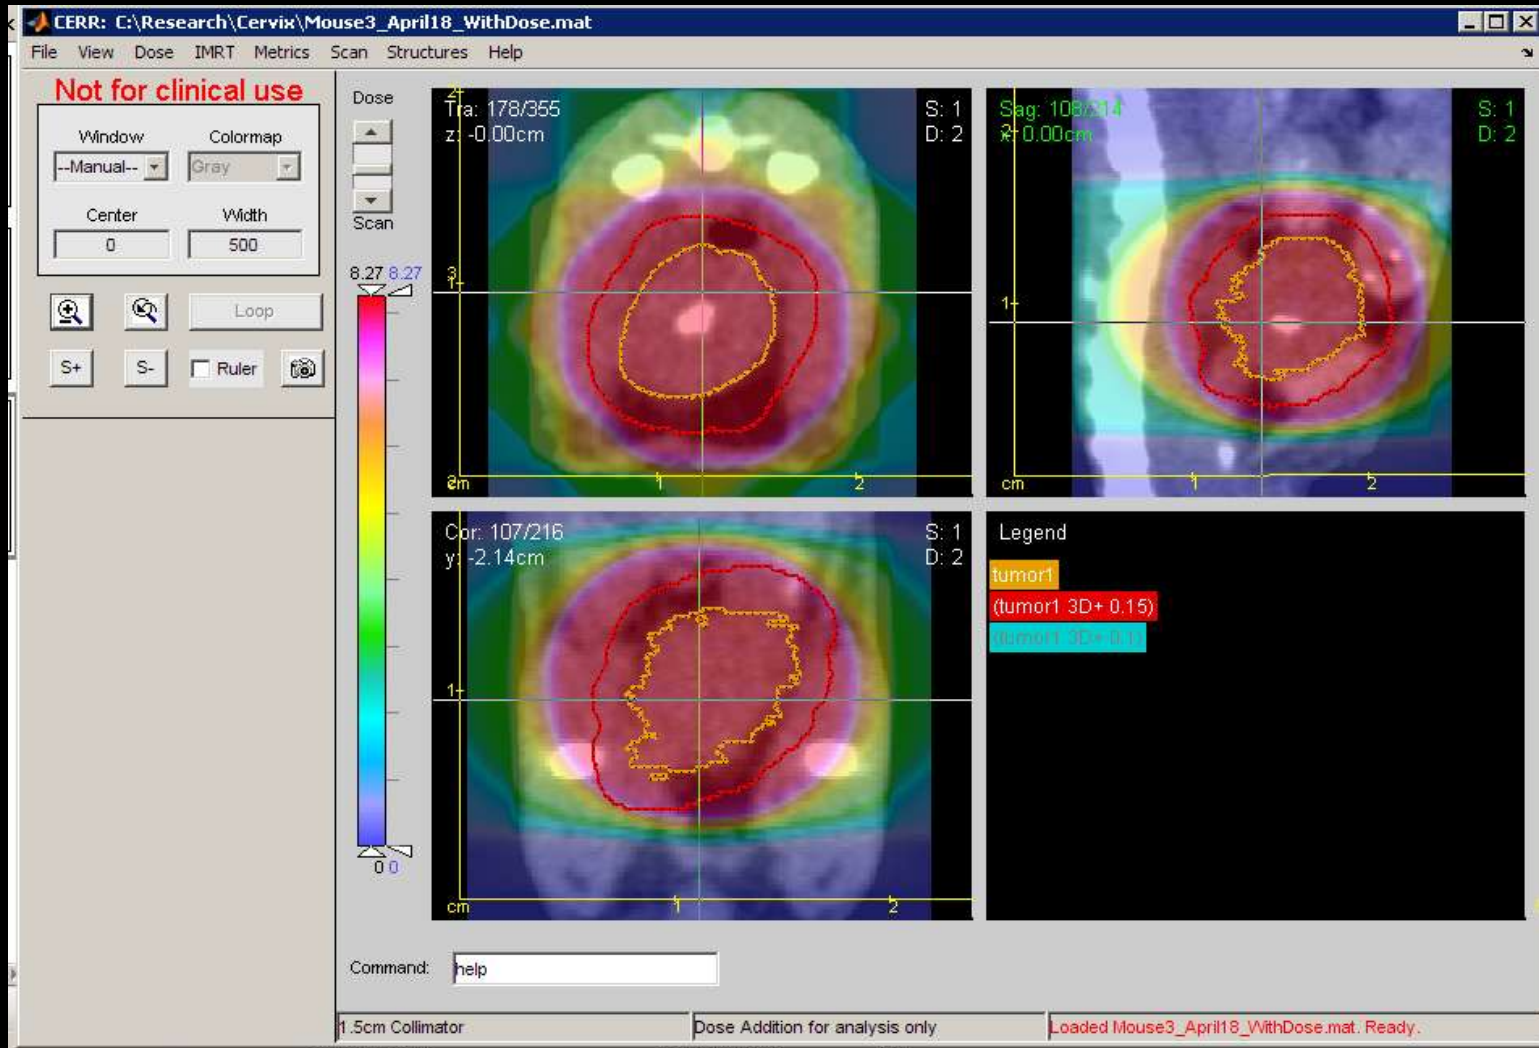 CERR: C:\Research\Cervix\Mouse3_April18_WithDose.mat
File View Dose IMRT Metrics Scan Structures Help
Not for clinical use
Window Colormap
--Manual-- Gray
Center Width
0 500
Loop
S+ S- Ruler
Dose
Scan
8.27 8.27
0 0
Tra: 178/355 S: 1
z: -0.00cm D: 2
1
cm 1 2
Sag: 108/214 S: 1
x: 0.00cm D: 2
1
cm 1 2
Cor: 107/216 S: 1
y: -2.14cm D: 2
1
cm 1 2
Legend
tumor1
(tumor1 3D+ 0.15)
(tumor1 3D+ 0.1)
Command: help
1.5cm Collimator Dose Addition for analysis only Loaded Mouse3_April18_WithDose.mat. Ready.